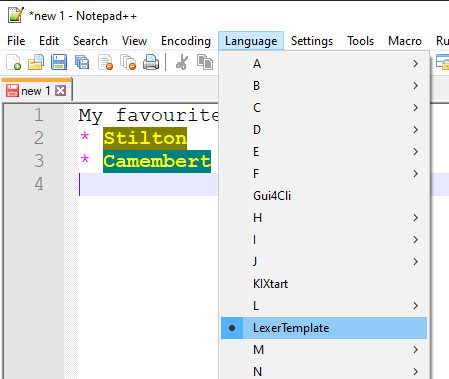 *new 1 - Notepad++
File Edit Search View Encoding Language Settings Tools Macro Ru
new 1
1 My favourite
2 * Stilton
3 * Camembert
4
A
B
C
D
E
F
Gui4Cli
H
I
J
KIXtart
L
LexerTemplate
M
N